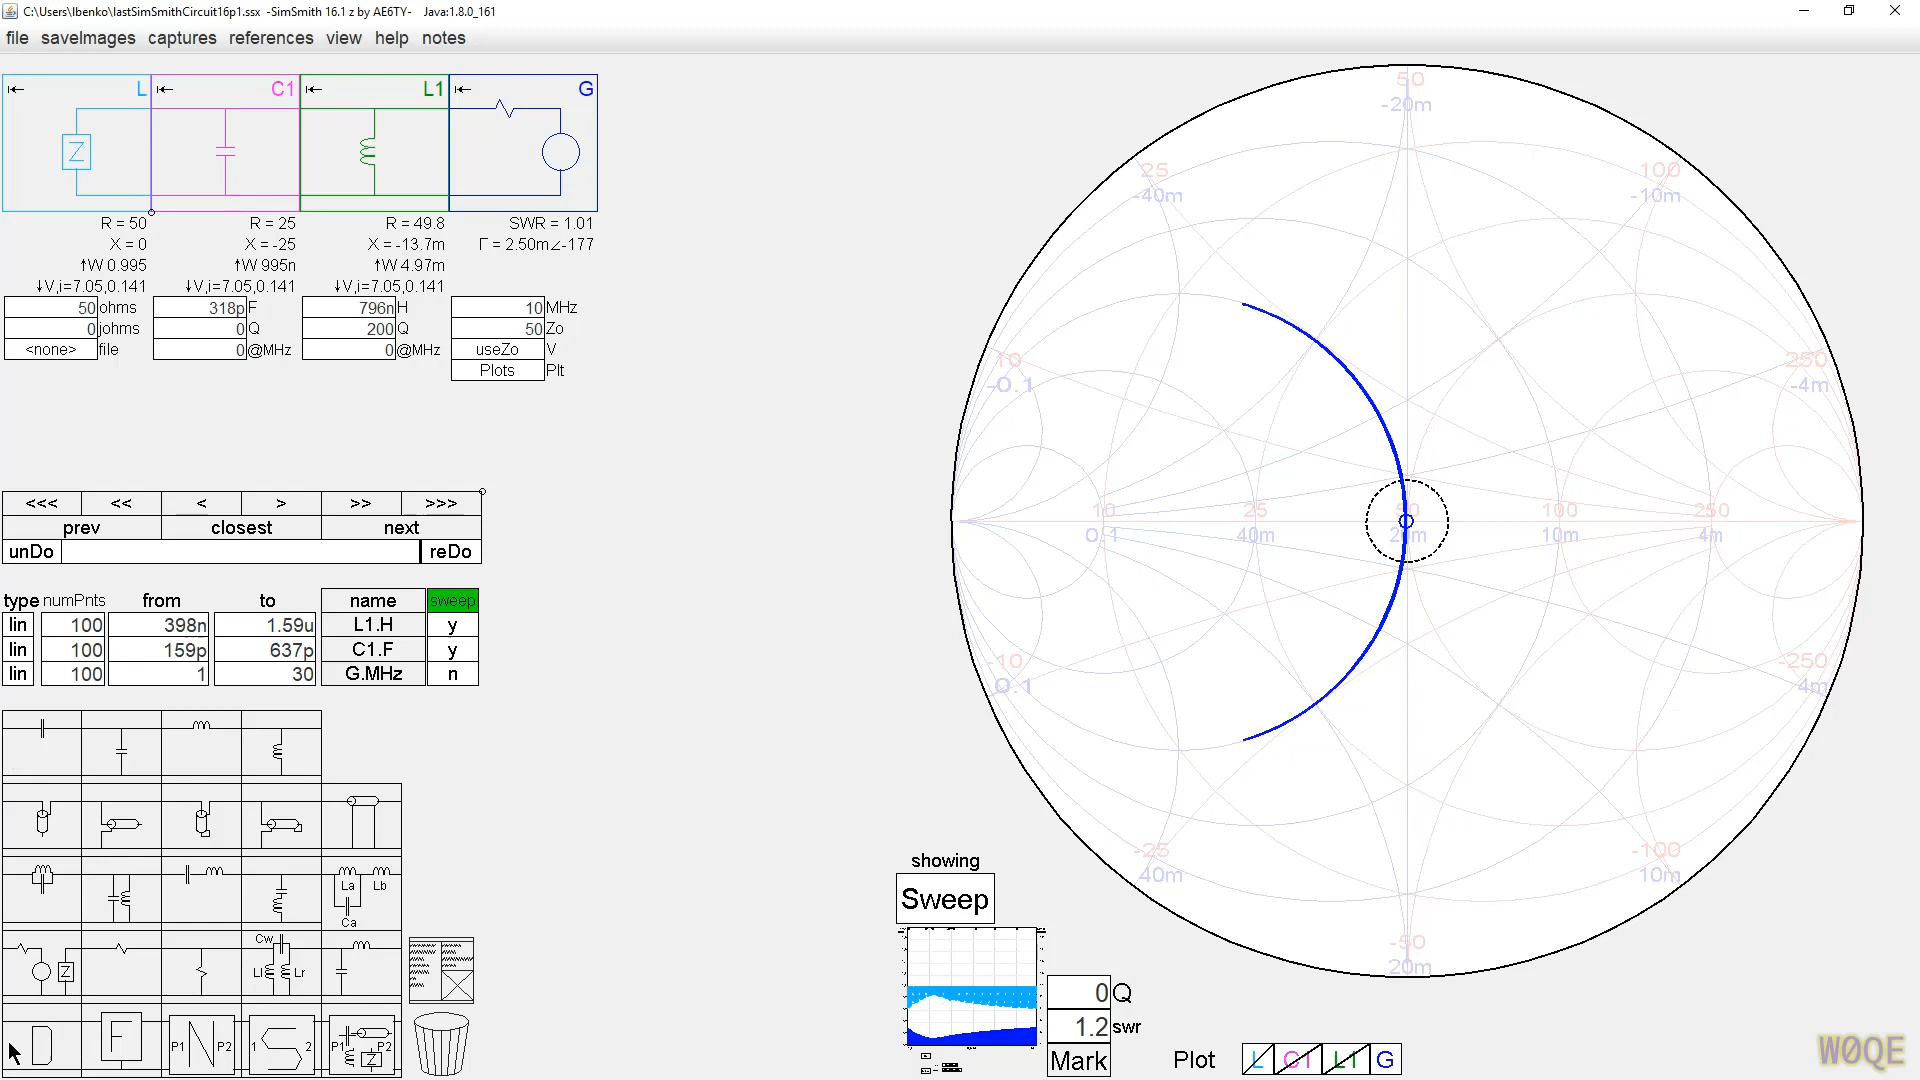 C:\Users\lbenko\lastSimSmithCircuit16p1.ssx -SimSmith 16.1 z by AE6TY- Java:1.8.0_161
file saveImages captures references view help notes
L C1 L1 G
Z
R = 50 R = 25 R = 49.8 SWR = 1.01
X = 0 X = -25 X = -13.7m Γ = 2.50m∠-177
↑W 0.995 ↑W 995n ↑W 4.97m
↓V,i=7.05,0.141 ↓V,i=7.05,0.141 ↓V,i=7.05,0.141
50 ohms 318p F 796n H 10 MHz
0 johms 0 Q 200 Q 50 Zo
<none> file 0 @MHz 0 @MHz useZo V
Plots Plt
<<< << < > >> >>>
prev closest next
unDo reDo
type numPnts from to name sweep
lin 100 398n 1.59u L1.H y
lin 100 159p 637p C1.F y
lin 100 1 30 G.MHz n
La Lb
Ca
Z Cw
Ll Lr
D F P1 N P2 1 S 2 P1 P2
Z
50
-20m
25 100
-40m -10m
10 250
-0.1 -4m
10 25 50 100 250
0.1 40m 20m 10m 4m
-10 -250
0.1 4m
-25 -100
40m 10m
-50
20m
showing
Sweep
0 Q
1.2 swr
Mark
Plot L C1 L1 G
W0QE